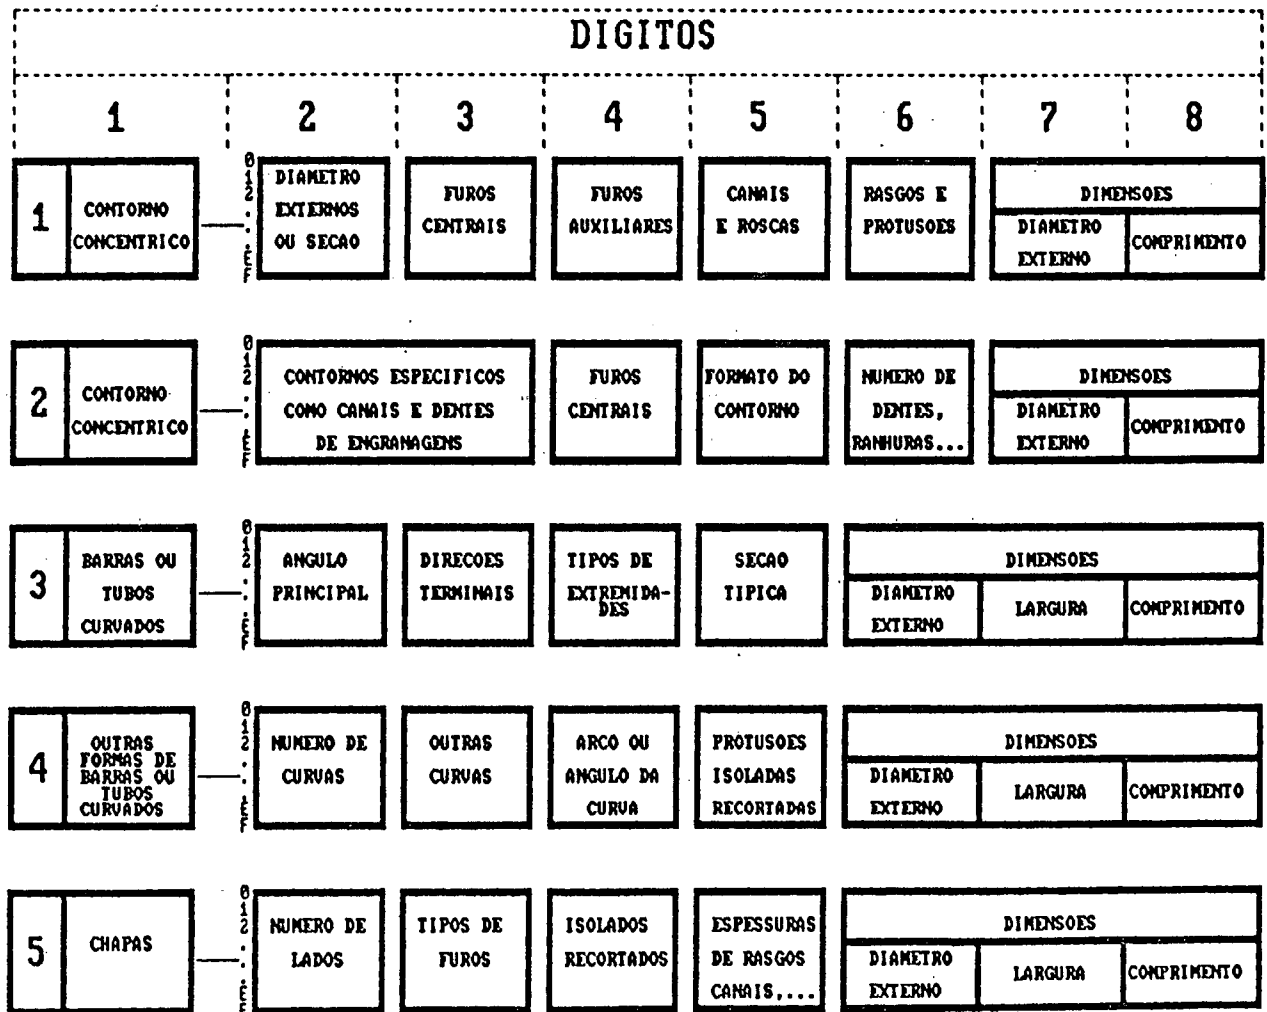 DIGITOS
1 2 3 4 5 6 7 8
1
CONTORNO
CONCENTRICO
0
1
2
.
.
.
E
F
DIAMETRO
EXTERNOS
OU SECAO
FUROS
CENTRAIS
FUROS
AUXILIARES
CANAIS
E ROSCAS
RASGOS E
PROTUSOES
DIMENSOES
DIAMETRO
EXTERNO
COMPRIMENTO
2
CONTORNO
CONCENTRICO
0
1
2
.
.
.
E
F
CONTORNOS ESPECIFICOS
COMO CANAIS E DENTES
DE ENGRANAGENS
FUROS
CENTRAIS
FORMATO DO
CONTORNO
NUMERO DE
DENTES,
RANHURAS...
DIMENSOES
DIAMETRO
EXTERNO
COMPRIMENTO
3
BARRAS OU
TUBOS
CURVADOS
0
1
2
.
.
.
E
F
ANGULO
PRINCIPAL
DIRECOES
TERMINAIS
TIPOS DE
EXTREMIDA-
DES
SECAO
TIPICA
DIMENSOES
DIAMETRO
EXTERNO
LARGURA
COMPRIMENTO
4
OUTRAS
FORMAS DE
BARRAS OU
TUBOS
CURVADOS
0
1
2
.
.
.
E
F
NUMERO DE
CURVAS
OUTRAS
CURVAS
ARCO OU
ANGULO DA
CURVA
PROTUSOES
ISOLADAS
RECORTADAS
DIMENSOES
DIAMETRO
EXTERNO
LARGURA
COMPRIMENTO
5
CHAPAS
0
1
2
.
.
.
E
F
NUMERO DE
LADOS
TIPOS DE
FUROS
ISOLADOS
RECORTADOS
ESPESSURAS
DE RASGOS
CANAIS,...
DIMENSOES
DIAMETRO
EXTERNO
LARGURA
COMPRIMENTO